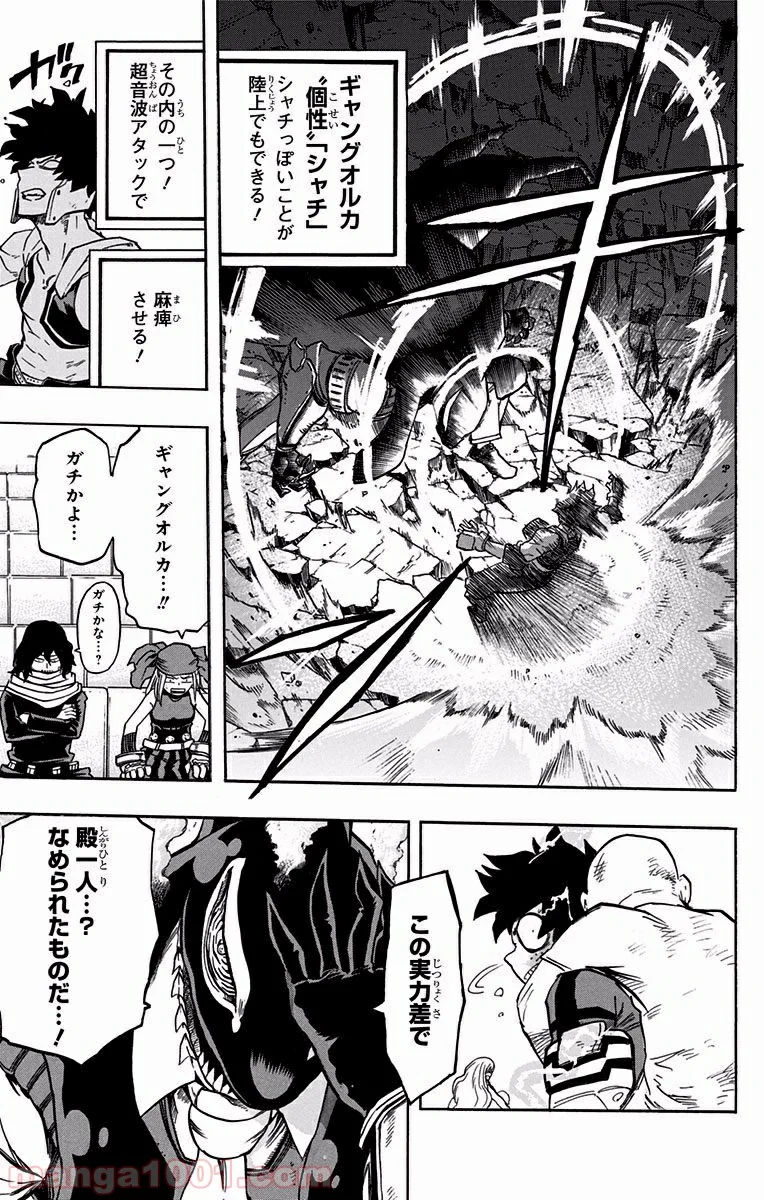 ギャングオルカ
“個性”「シャチ」
シャチっぽいことが
陸上でもできる!
その内の一つ!
超音波アタックで
ガッ
麻痺
させる!
ギャングオルカ…!!
ガチかよ…
ガチかな…?
この実力差で
殿一人…?
なめられたものだ…!
manga1001.com